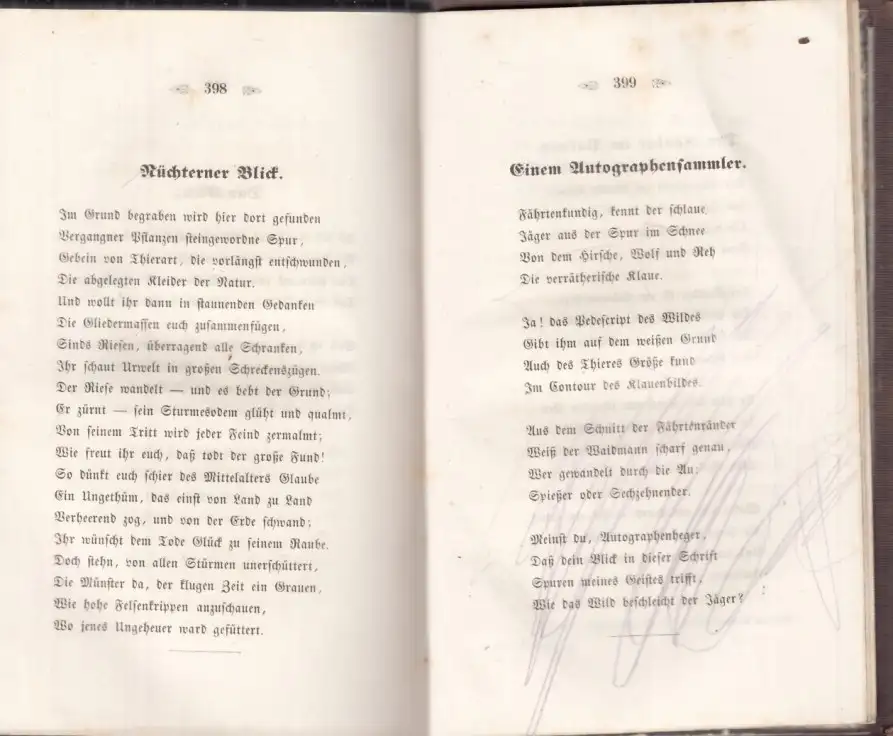 398
Nüchterner Blick.
Im Grund begraben wird hier dort gefunden
Vergangner Pflanzen steingewordne Spur,
Gebein von Thierart, die vorlängst entschwunden,
Die abgelegten Kleider der Natur.
Und wollt ihr dann in staunenden Gedanken
Die Gliedermassen euch zusammenfügen,
Sinds Riesen, überragend alle Schranken,
Ihr schaut Urwelt in großen Schreckenszügen.
Der Riese wandelt — und es bebt der Grund;
Er zürnt — sein Sturmesodem glüht und qualmt,
Von seinem Tritt wird jeder Feind zermalmt;
Wie freut ihr euch, daß todt der große Fund!
So dünkt euch schier des Mittelalters Glaube
Ein Ungethüm, das einst von Land zu Land
Verheerend zog, und von der Erde schwand;
Ihr wünscht dem Tode Glück zu seinem Raube.
Doch stehn, von allen Stürmen unerschüttert,
Die Münster da, der klugen Zeit ein Grauen,
Wie hohe Felsenkrippen anzuschauen,
Wo jenes Ungeheuer ward gefüttert.
399
Einem Autographensammler.
Fährtenkundig, kennt der schlaue
Jäger aus der Spur im Schnee
Von dem Hirsche, Wolf und Reh
Die verrätherische Klaue.
Ja! das Pedescript des Wildes
Gibt ihm auf dem weißen Grund
Auch des Thieres Größe kund
Im Contour des Klauenbildes.
Aus dem Schnitt der Fährtenränder
Weiß der Waidmann scharf genau,
Wer gewandelt durch die Au:
Spießer oder Sechzehnender.
Meinst du, Autographenheger,
Daß dein Blick in dieser Schrift
Spuren meines Geistes trifft,
Wie das Wild beschleicht der Jäger?